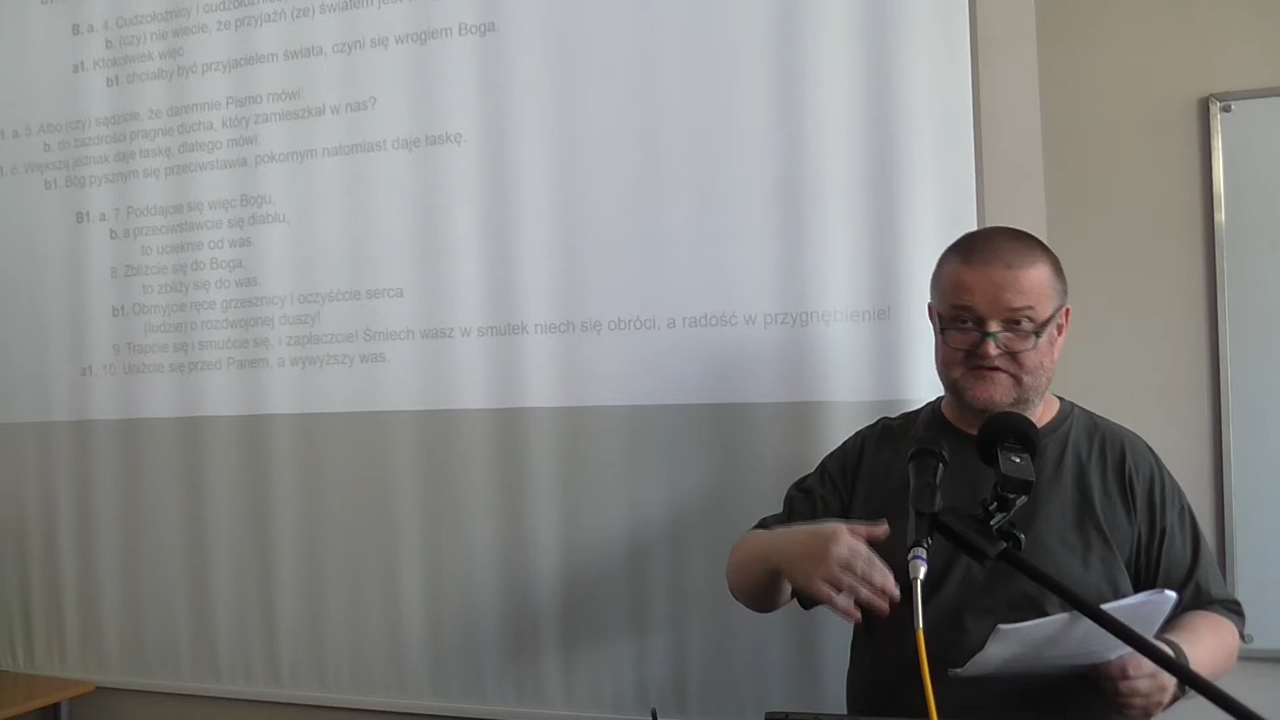 B. a. 4. Cudzołożnicy i cudzołożnice,
b. (czy) nie wiecie, że przyjaźń (ze) światem jest
a1. Ktokolwiek więc
b1. chciałby być przyjacielem świata, czyni się wrogiem Boga.
a. 5. Albo (czy) sądzicie, że daremnie Pismo mówi:
b. do zazdrości pragnie ducha, który zamieszkał w nas?
6. Większą jednak daje łaskę, dlatego mówi:
b1. Bóg pysznym się przeciwstawia, pokornym natomiast daje łaskę.
B1. a. 7. Poddajcie się więc Bogu,
b. a przeciwstawcie się diabłu,
to ucieknie od was.
8. Zbliżcie się do Boga,
to zbliży się do was.
b1. Obmyjcie ręce grzesznicy i oczyśćcie serca
(ludzie) o rozdwojonej duszy!
9. Trapcie się i smućcie się, i zapłaczcie! Śmiech wasz w smutek niech się obróci, a radość w przygnębienie!
a1. 10. Uniżcie się przed Panem, a wywyższy was.